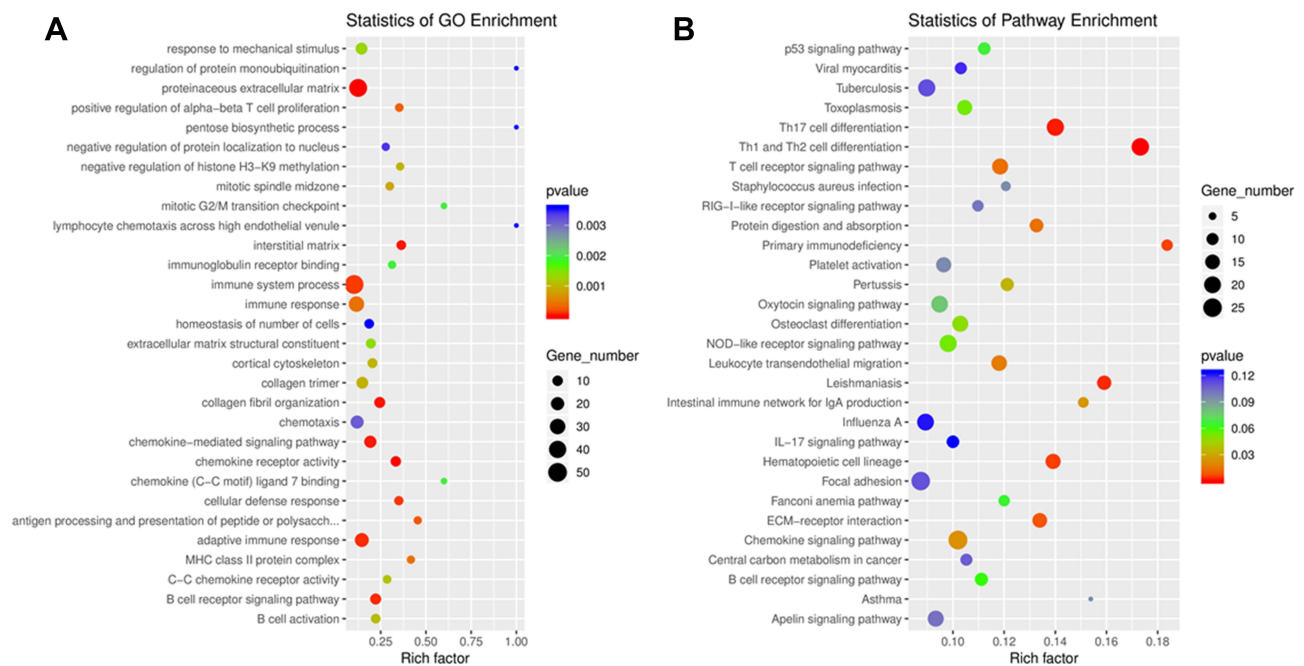 A
Statistics of GO Enrichment
response to mechanical stimulus
regulation of protein monoubiquitination
proteinaceous extracellular matrix
positive regulation of alpha−beta T cell proliferation
pentose biosynthetic process
negative regulation of protein localization to nucleus
negative regulation of histone H3−K9 methylation
mitotic spindle midzone
mitotic G2/M transition checkpoint
lymphocyte chemotaxis across high endothelial venule
interstitial matrix
immunoglobulin receptor binding
immune system process
immune response
homeostasis of number of cells
extracellular matrix structural constituent
cortical cytoskeleton
collagen trimer
collagen fibril organization
chemotaxis
chemokine−mediated signaling pathway
chemokine receptor activity
chemokine (C−C motif) ligand 7 binding
cellular defense response
antigen processing and presentation of peptide or polysacch...
adaptive immune response
MHC class II protein complex
C−C chemokine receptor activity
B cell receptor signaling pathway
B cell activation
0.25 0.50 0.75 1.00
Rich factor
pvalue
0.003
0.002
0.001
Gene_number
10
20
30
40
50
B
Statistics of Pathway Enrichment
p53 signaling pathway
Viral myocarditis
Tuberculosis
Toxoplasmosis
Th17 cell differentiation
Th1 and Th2 cell differentiation
T cell receptor signaling pathway
Staphylococcus aureus infection
RIG−I−like receptor signaling pathway
Protein digestion and absorption
Primary immunodeficiency
Platelet activation
Pertussis
Oxytocin signaling pathway
Osteoclast differentiation
NOD−like receptor signaling pathway
Leukocyte transendothelial migration
Leishmaniasis
Intestinal immune network for IgA production
Influenza A
IL−17 signaling pathway
Hematopoietic cell lineage
Focal adhesion
Fanconi anemia pathway
ECM−receptor interaction
Chemokine signaling pathway
Central carbon metabolism in cancer
B cell receptor signaling pathway
Asthma
Apelin signaling pathway
0.10 0.12 0.14 0.16 0.18
Rich factor
Gene_number
5
10
15
20
25
pvalue
0.12
0.09
0.06
0.03